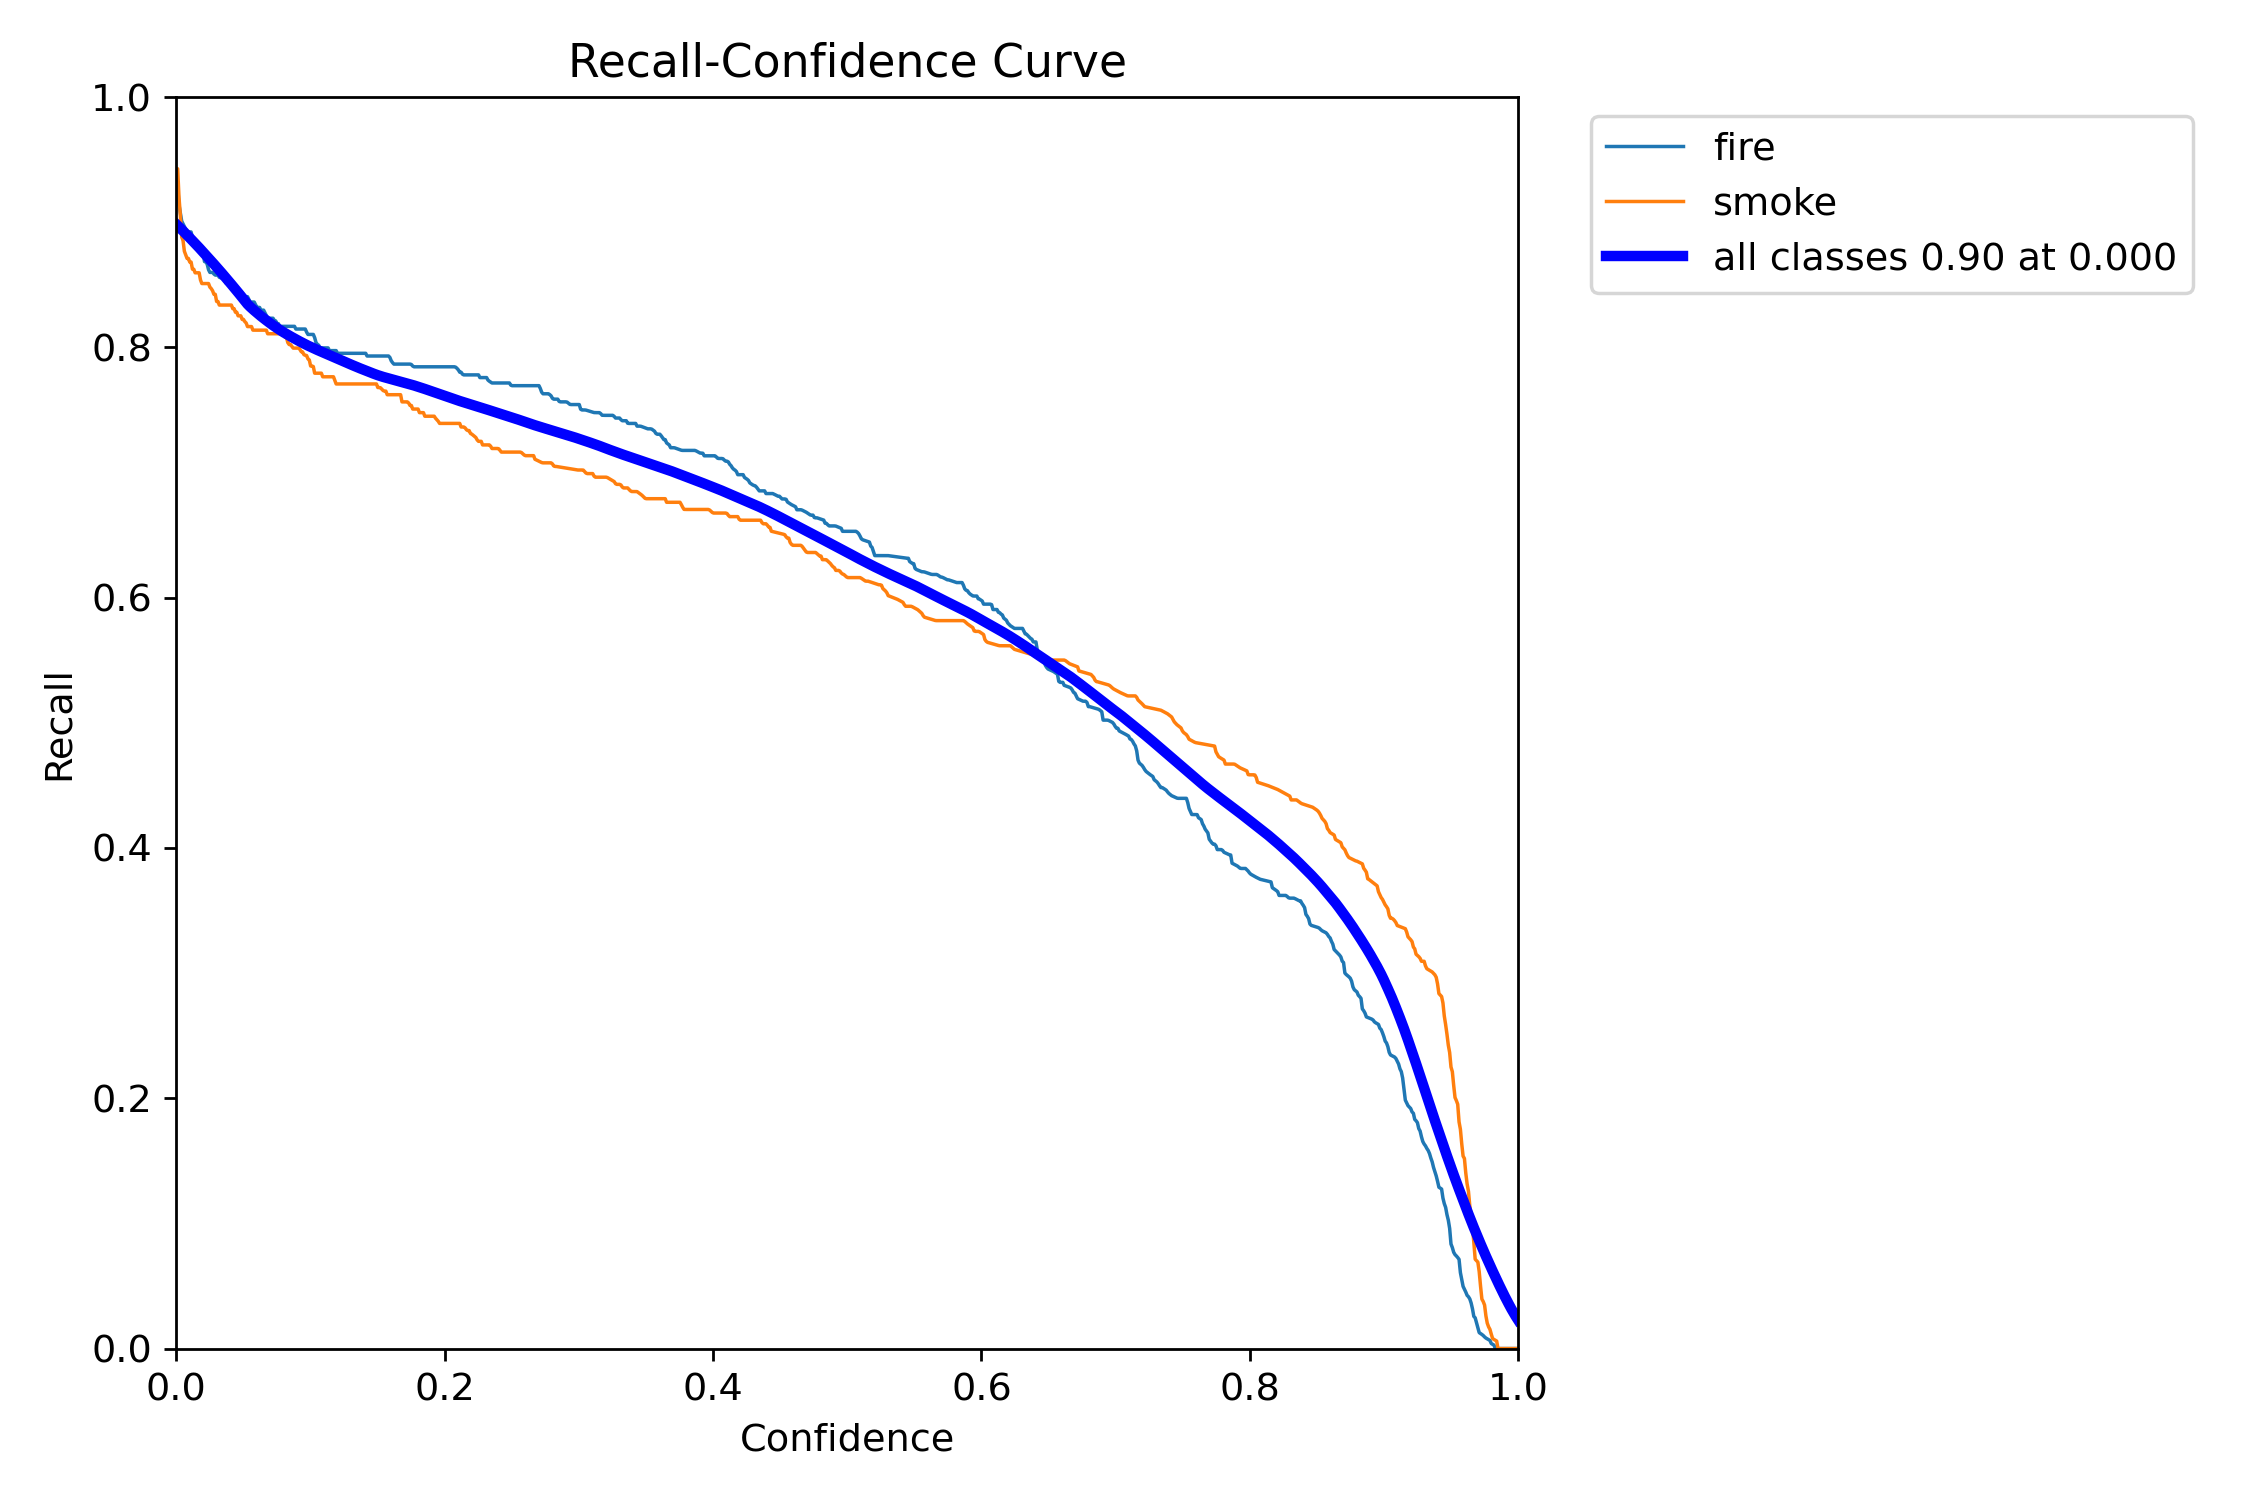 Recall-Confidence Curve
1.0
0.8
0.6
0.4
0.2
0.0
Recall
0.0 0.2 0.4 0.6 0.8 1.0
Confidence
fire
smoke
all classes 0.90 at 0.000